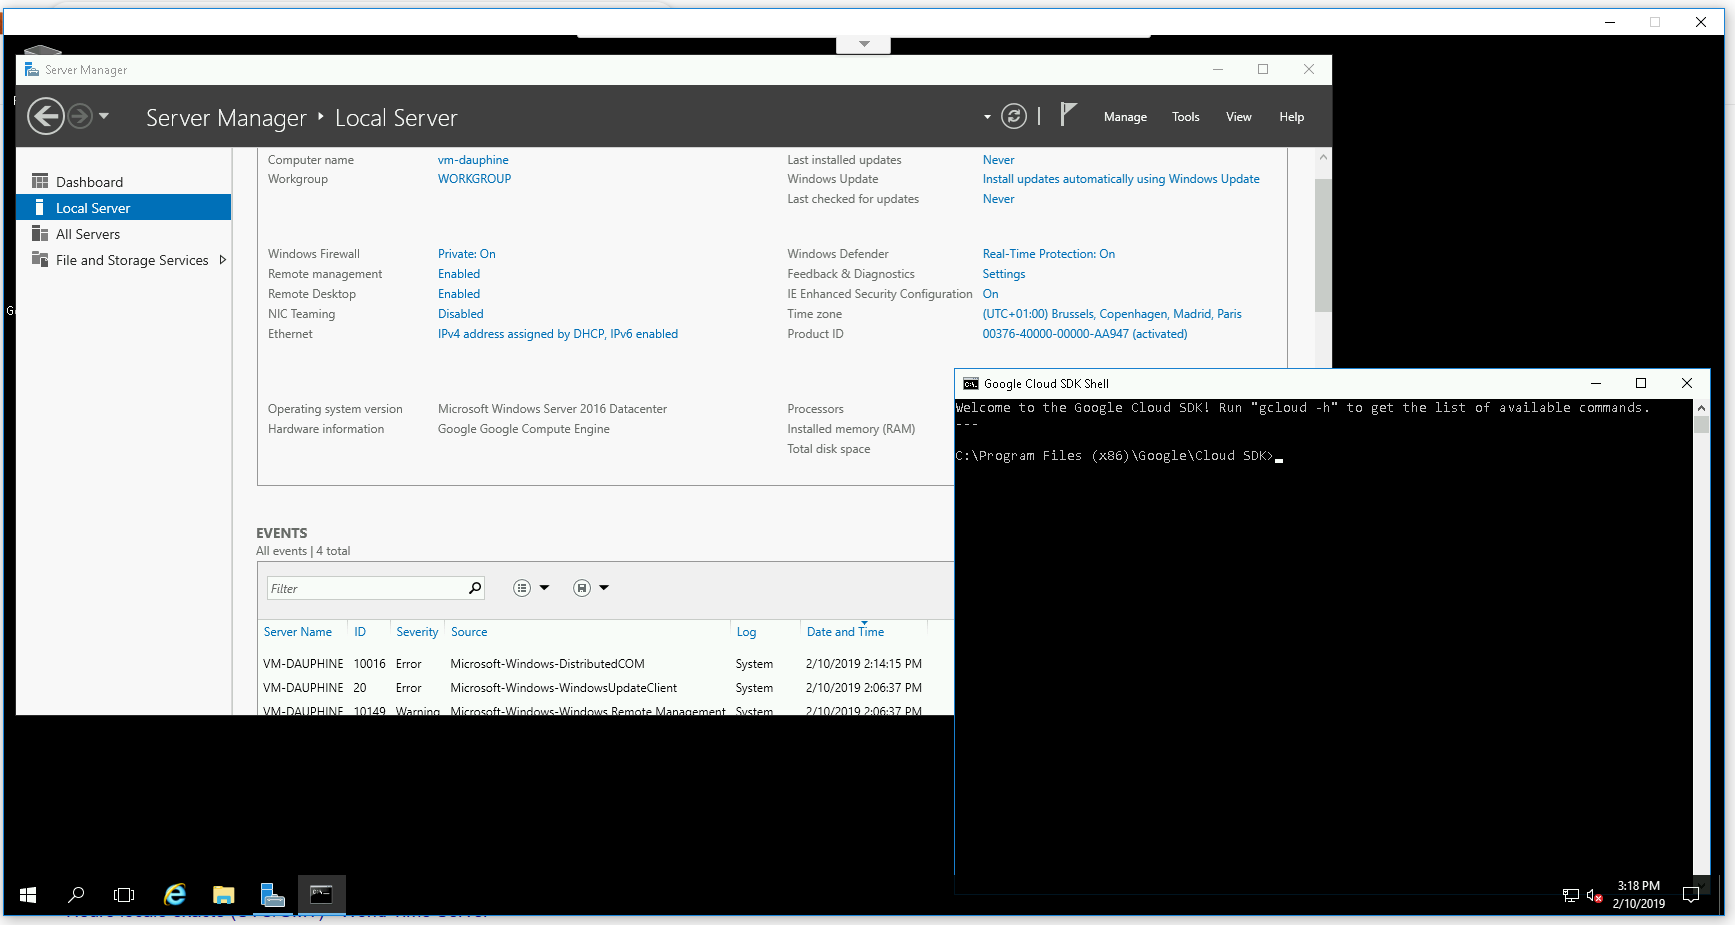 Server Manager
Server Manager ‣ Local Server
Manage Tools View Help
Dashboard
Local Server
All Servers
File and Storage Services
Computer name vm-dauphine Last installed updates Never
Workgroup WORKGROUP Windows Update Install updates automatically using Windows Update
Last checked for updates Never
Windows Firewall Private: On Windows Defender Real-Time Protection: On
Remote management Enabled Feedback & Diagnostics Settings
Remote Desktop Enabled IE Enhanced Security Configuration On
NIC Teaming Disabled Time zone (UTC+01:00) Brussels, Copenhagen, Madrid, Paris
Ethernet IPv4 address assigned by DHCP, IPv6 enabled Product ID 00376-40000-00000-AA947 (activated)
Operating system version Microsoft Windows Server 2016 Datacenter Processors
Hardware information Google Google Compute Engine Installed memory (RAM)
Total disk space
EVENTS
All events | 4 total
Filter
Server Name ID Severity Source Log Date and Time
VM-DAUPHINE 10016 Error Microsoft-Windows-DistributedCOM System 2/10/2019 2:14:15 PM
VM-DAUPHINE 20 Error Microsoft-Windows-WindowsUpdateClient System 2/10/2019 2:06:37 PM
VM-DAUPHINE 10149 Warning Microsoft-Windows-Windows Remote Management System 2/10/2019 2:06:37 PM
Google Cloud SDK Shell
Welcome to the Google Cloud SDK! Run "gcloud -h" to get the list of available commands.
---
C:\Program Files (x86)\Google\Cloud SDK>
3:18 PM
2/10/2019